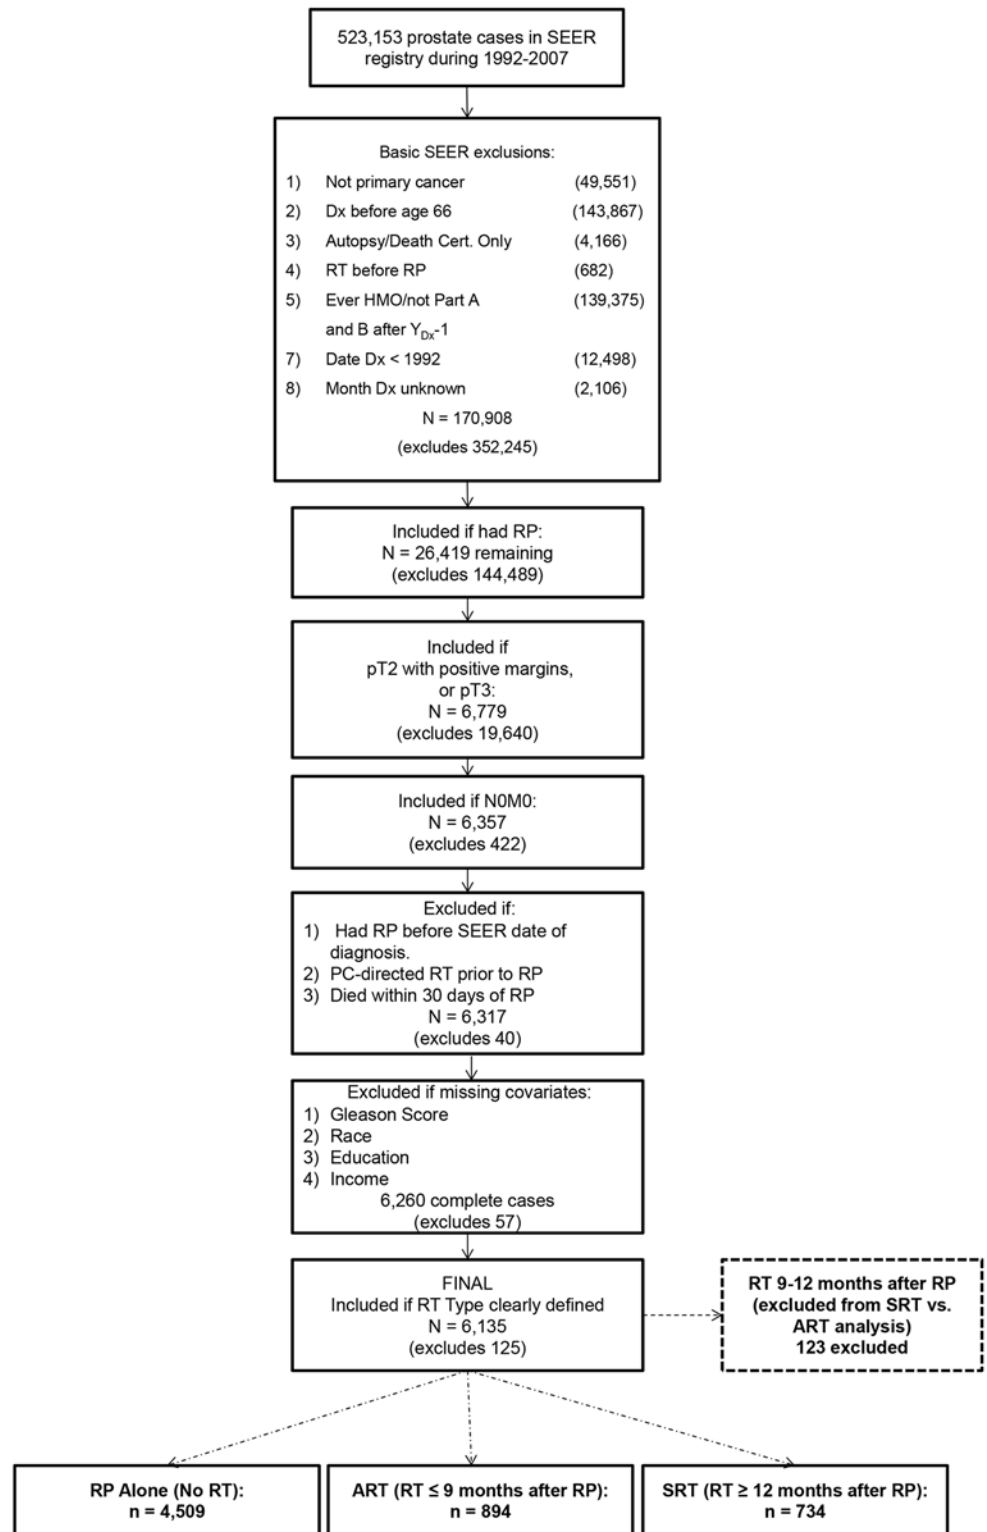 523,153 prostate cases in SEER
registry during 1992-2007
Basic SEER exclusions:
1) Not primary cancer (49,551)
2) Dx before age 66 (143,867)
3) Autopsy/Death Cert. Only (4,166)
4) RT before RP (682)
5) Ever HMO/not Part A (139,375)
and B after Y_Dx-1
7) Date Dx < 1992 (12,498)
8) Month Dx unknown (2,106)
N = 170,908
(excludes 352,245)
Included if had RP:
N = 26,419 remaining
(excludes 144,489)
Included if
pT2 with positive margins,
or pT3:
N = 6,779
(excludes 19,640)
Included if N0M0:
N = 6,357
(excludes 422)
Excluded if:
1) Had RP before SEER date of
diagnosis.
2) PC-directed RT prior to RP
3) Died within 30 days of RP
N = 6,317
(excludes 40)
Excluded if missing covariates:
1) Gleason Score
2) Race
3) Education
4) Income
6,260 complete cases
(excludes 57)
FINAL
Included if RT Type clearly defined
N = 6,135
(excludes 125)
RT 9-12 months after RP
(excluded from SRT vs.
ART analysis)
123 excluded
RP Alone (No RT):
n = 4,509
ART (RT ≤ 9 months after RP):
n = 894
SRT (RT ≥ 12 months after RP):
n = 734